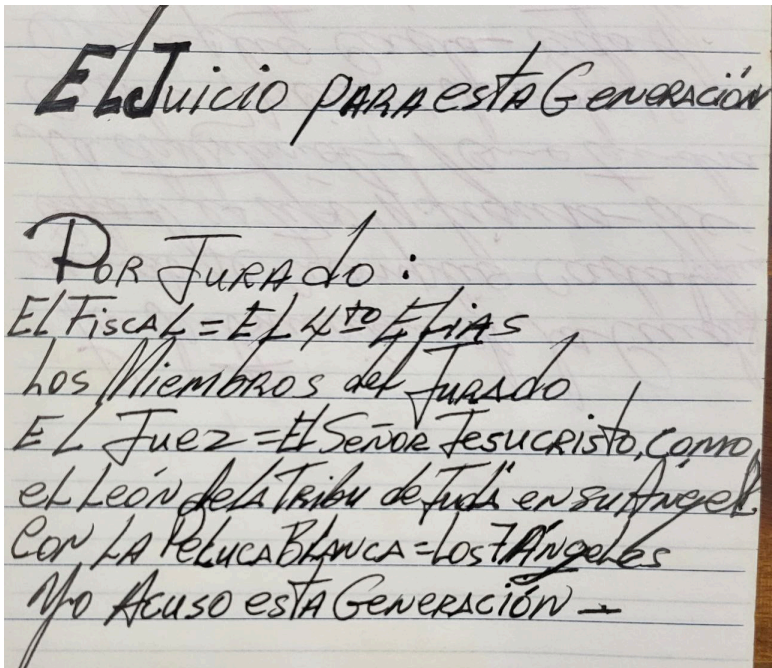 El Juicio para esta Generación
Por Jurado:
El Fiscal = El 4to Elias
Los Miembros del Jurado
El Juez = El Señor Jesucristo, como
el León de la Tribu de Judá en su Ángel.
Con la Peluca Blanca = Los 7 Ángeles
Yo Acuso esta Generación –